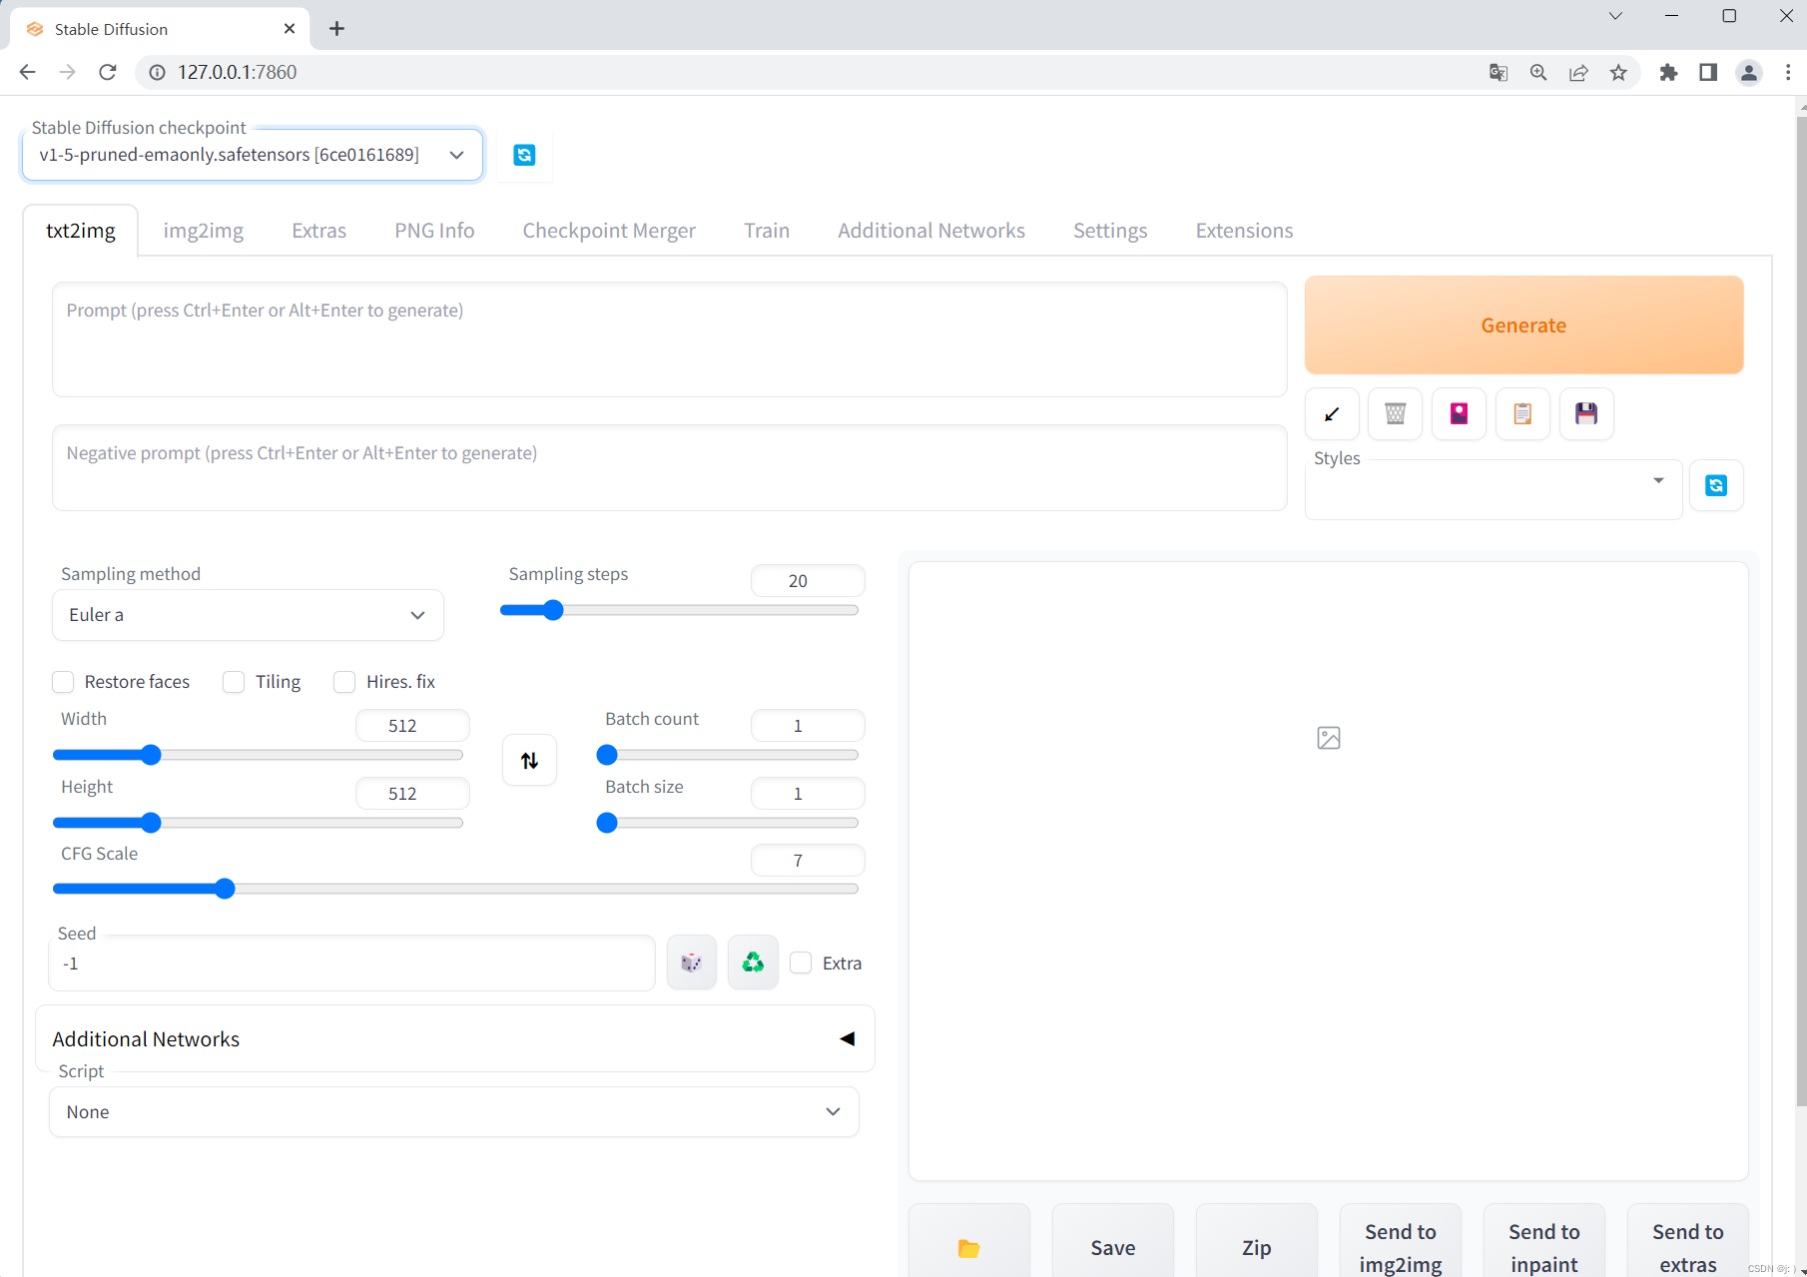 Stable Diffusion
127.0.0.1:7860
Stable Diffusion checkpoint
v1-5-pruned-emaonly.safetensors [6ce0161689]
txt2img img2img Extras PNG Info Checkpoint Merger Train Additional Networks Settings Extensions
Prompt (press Ctrl+Enter or Alt+Enter to generate)
Generate
Negative prompt (press Ctrl+Enter or Alt+Enter to generate)
Styles
Sampling method
Euler a
Sampling steps
20
Restore faces Tiling Hires. fix
Width
512
Batch count
1
Height
512
Batch size
1
CFG Scale
7
Seed
-1
Extra
Additional Networks
Script
None
Save
Zip
Send to
img2img
Send to
inpaint
Send to
extras
CSDN @j: )